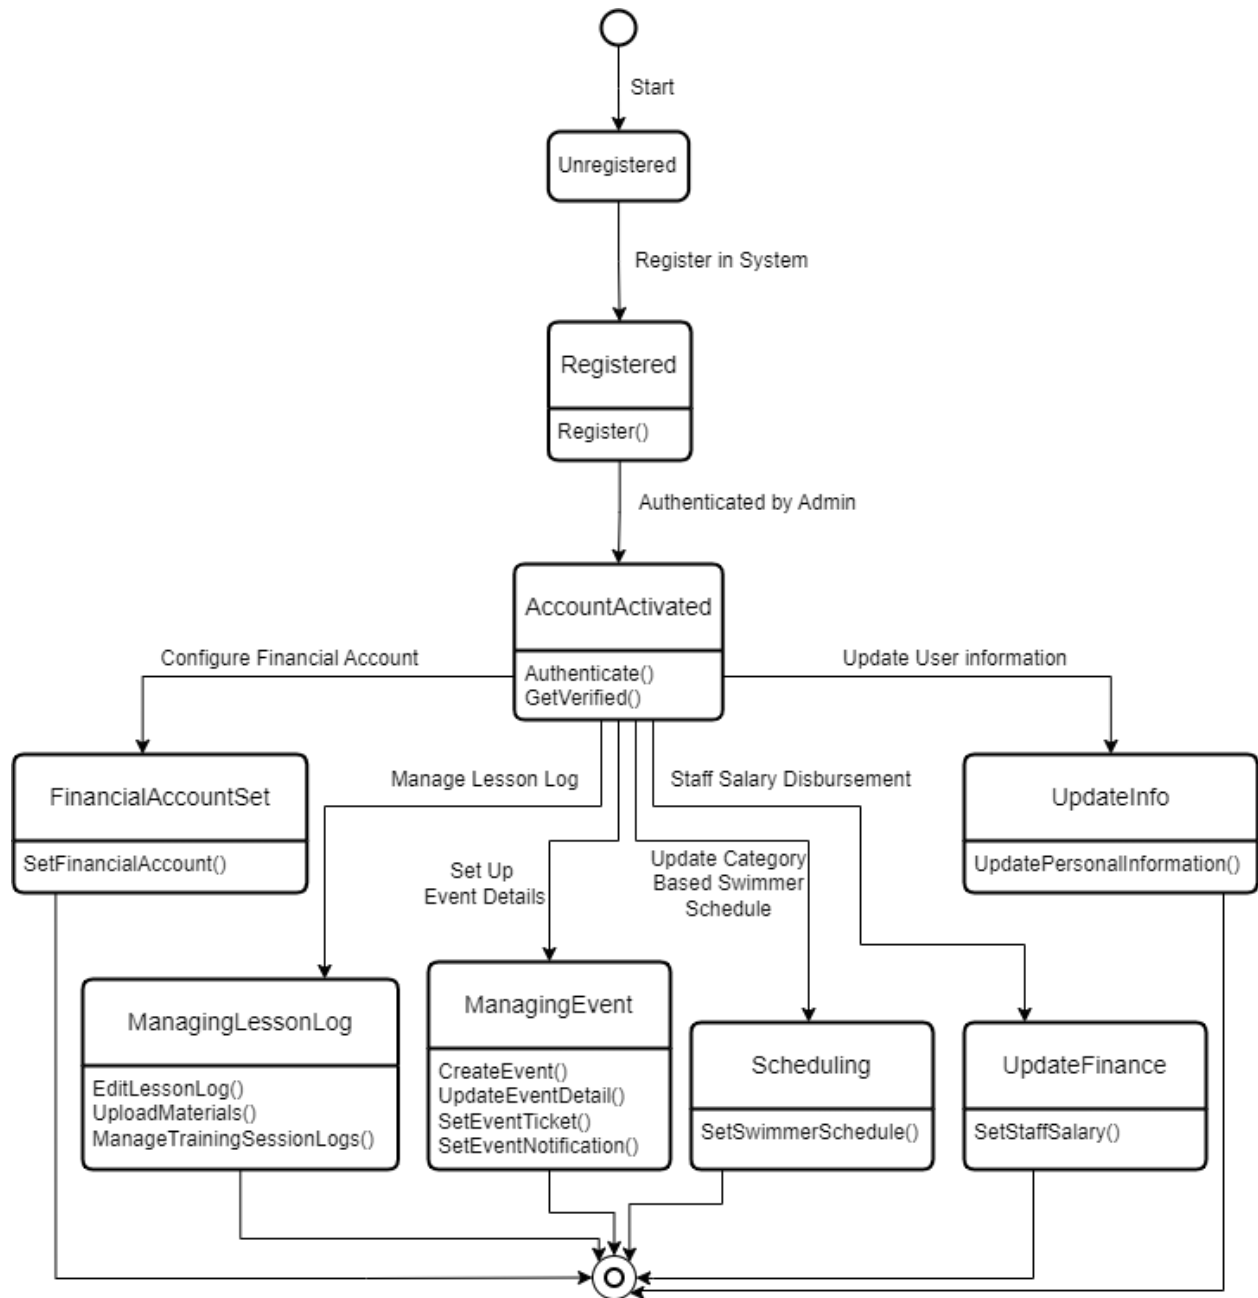 Start
Unregistered
Register in System
Registered
Register()
Authenticated by Admin
AccountActivated
Authenticate()
GetVerified()
Configure Financial Account
Update User information
FinancialAccountSet
SetFinancialAccount()
Manage Lesson Log
Staff Salary Disbursement
UpdateInfo
UpdatePersonalInformation()
Set Up
Event Details
Update Category
Based Swimmer
Schedule
ManagingLessonLog
EditLessonLog()
UploadMaterials()
ManageTrainingSessionLogs()
ManagingEvent
CreateEvent()
UpdateEventDetail()
SetEventTicket()
SetEventNotification()
Scheduling
SetSwimmerSchedule()
UpdateFinance
SetStaffSalary()